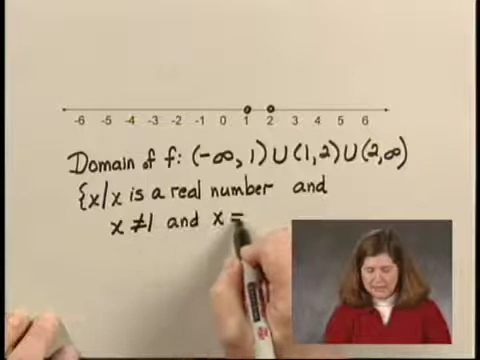 -6 -5 -4 -3 -2 -1 0 1 2 3 4 5 6
Domain of f: (-∞, 1) ∪ (1, 2) ∪ (2, ∞)
{x/x is a real number and
x ≠ 1 and x =